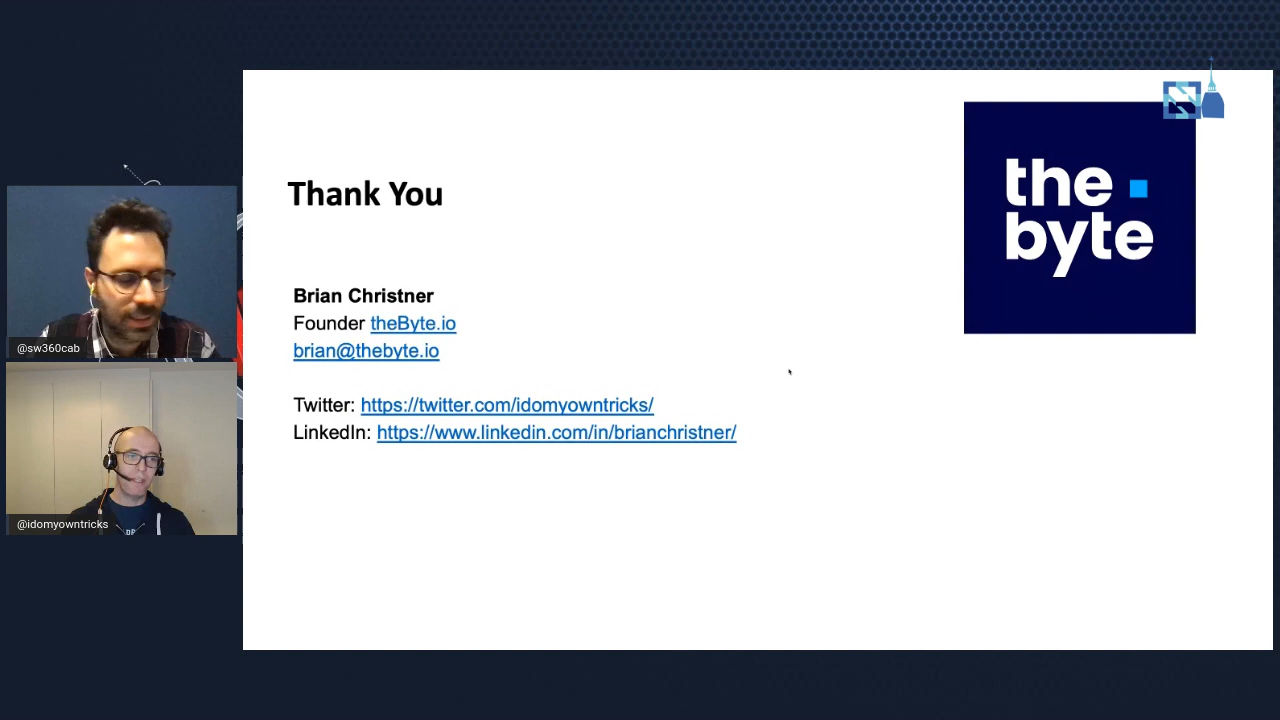 Thank You
the
byte
Brian Christner
Founder theByte.io
brian@thebyte.io
Twitter: https://twitter.com/idomyowntricks/
LinkedIn: https://www.linkedin.com/in/brianchristner/
@sw360cab
@idomyowntricks